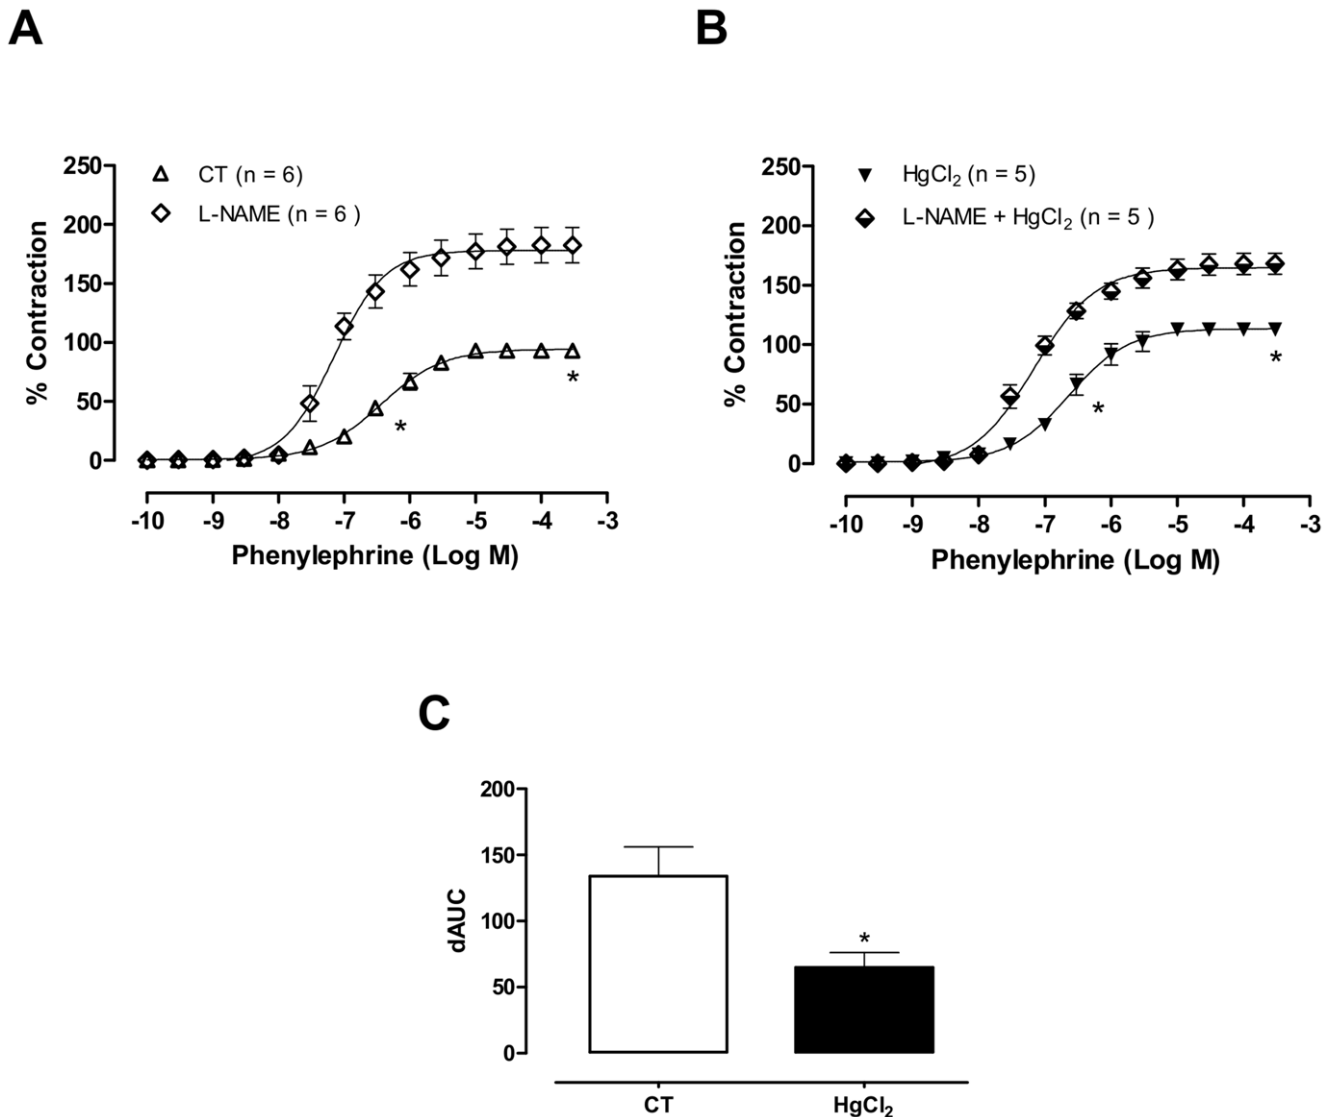 A
B
250
200
150
100
50
0
% Contraction
CT (n = 6)
L-NAME (n = 6 )
*
*
-10 -9 -8 -7 -6 -5 -4 -3
Phenylephrine (Log M)
250
200
150
100
50
0
% Contraction
HgCl₂ (n = 5)
L-NAME + HgCl₂ (n = 5 )
*
*
-10 -9 -8 -7 -6 -5 -4 -3
Phenylephrine (Log M)
C
200
150
100
50
0
dAUC
*
CT HgCl₂